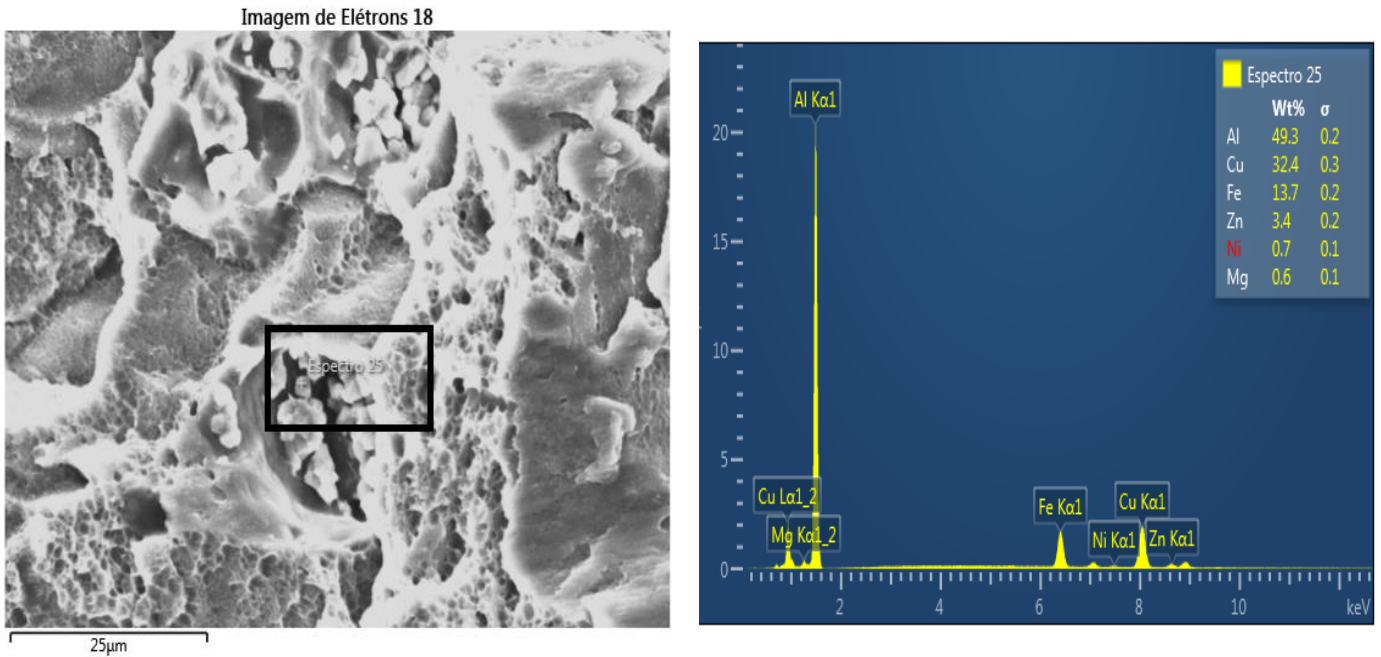 Imagem de Elétrons 18
Espectro 25
25μm
Espectro 25
Wt% σ
Al 49.3 0.2
Cu 32.4 0.3
Fe 13.7 0.2
Zn 3.4 0.2
Ni 0.7 0.1
Mg 0.6 0.1
Al Kα1
20
15
10
5
0
Cu Lα1_2
Mg Kα1_2
Fe Kα1
Ni Kα1
Cu Kα1
Zn Kα1
2 4 6 8 10 keV